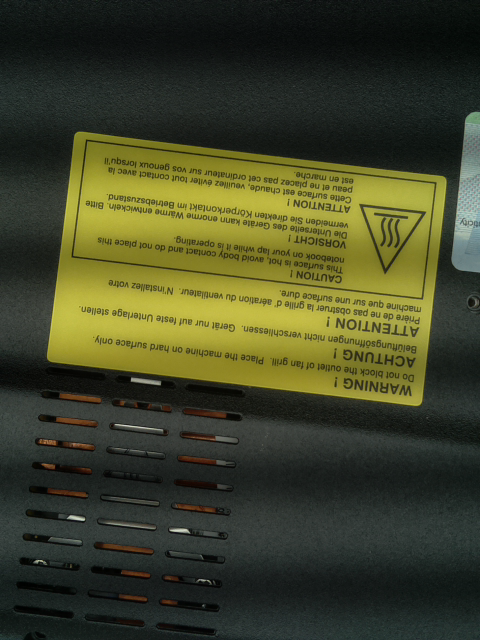 WARNING !
Do not block the outlet of fan grill. Place the machine on hard surface only.
ACHTUNG !
Belüftungsöffnungen nicht verschliessen. Gerät nur auf feste Unterlage stellen.
ATTENTION !
Prière de ne pas obstruer la grille d' aération du ventilateur. N'installez votre
machine que sur une surface dure.
CAUTION !
This surface is hot, avoid body contact and do not place this
notebook on your lap while it is operating.
VORSICHT !
Die Unterseite des Gerätes kann enorme Wärme entwickeln. Bitte
vermeiden Sie direkten Körperkontakt im Betriebzustand.
ATTENTION !
Cette surface est chaude, veuillez éviter tout contact avec la
peau et ne placez pas cet ordinateur sur vos genoux lorsqu'il
est en marche.